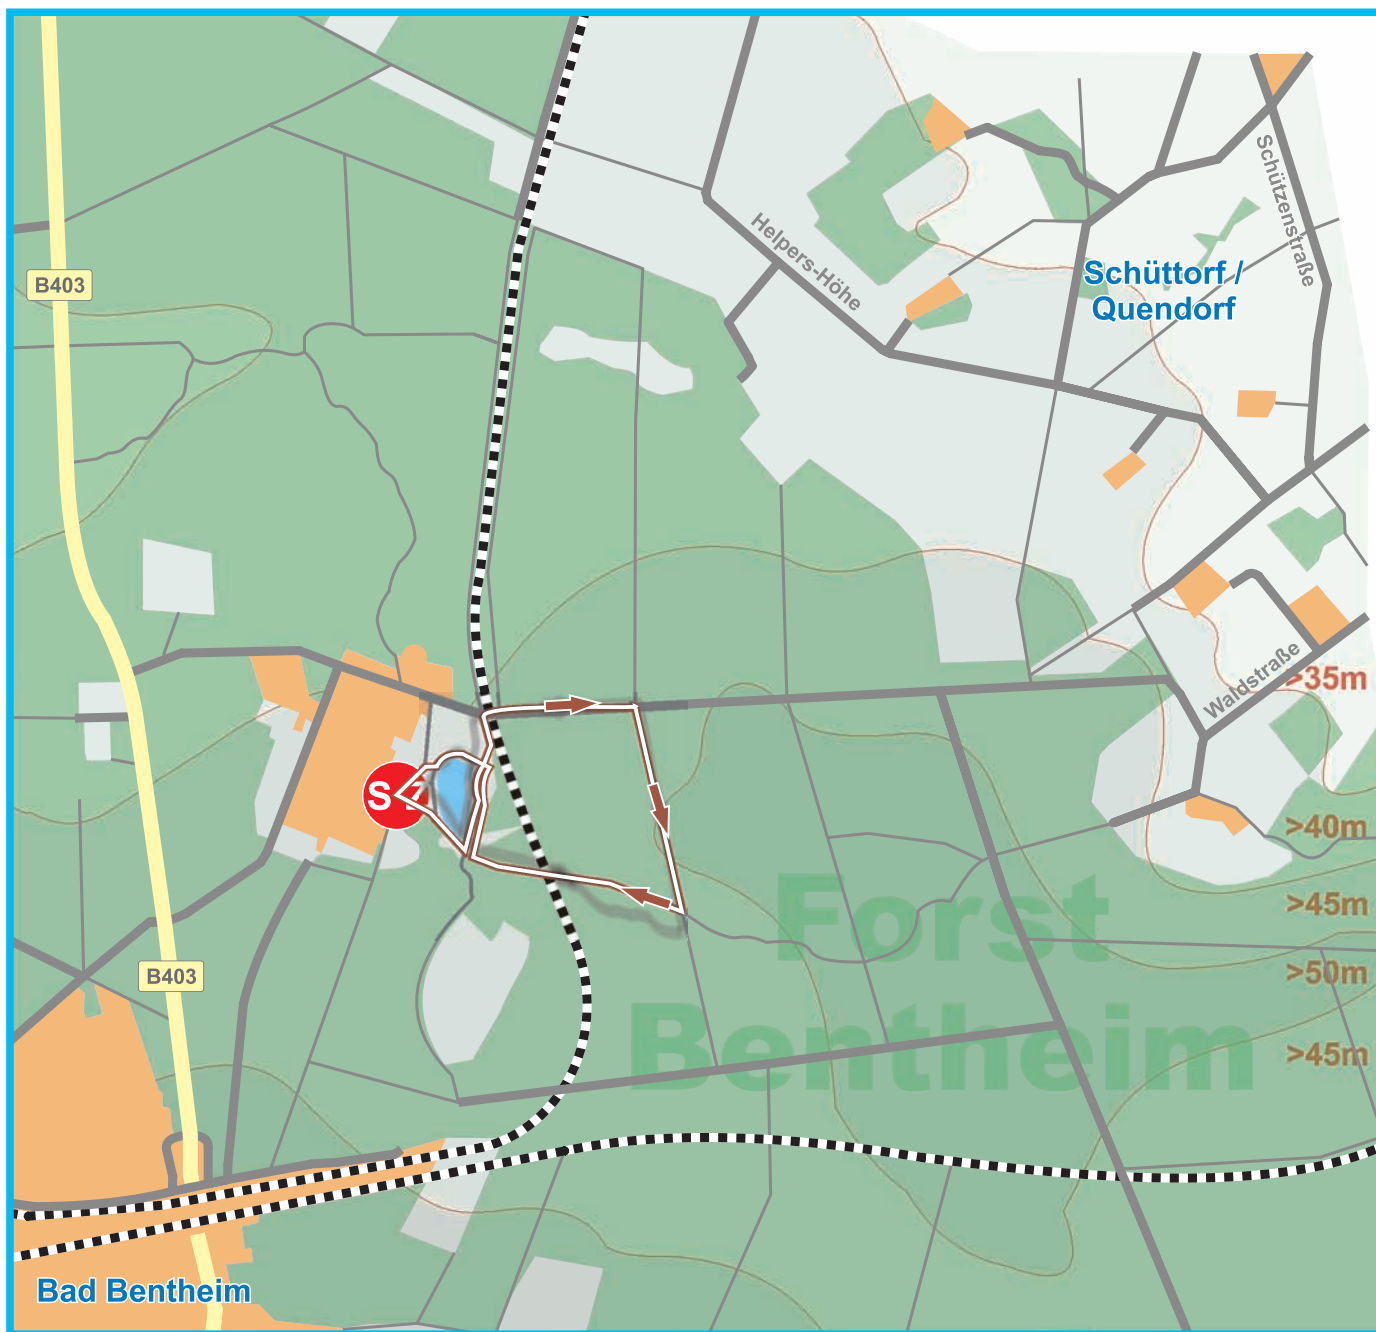 Schützenstraße
Helpers-Höhe
Schüttorf /
Quendorf
B403
Waldstraße
>35m
S
>40m
Forst
>45m
B403
>50m
Bentheim
>45m
Bad Bentheim